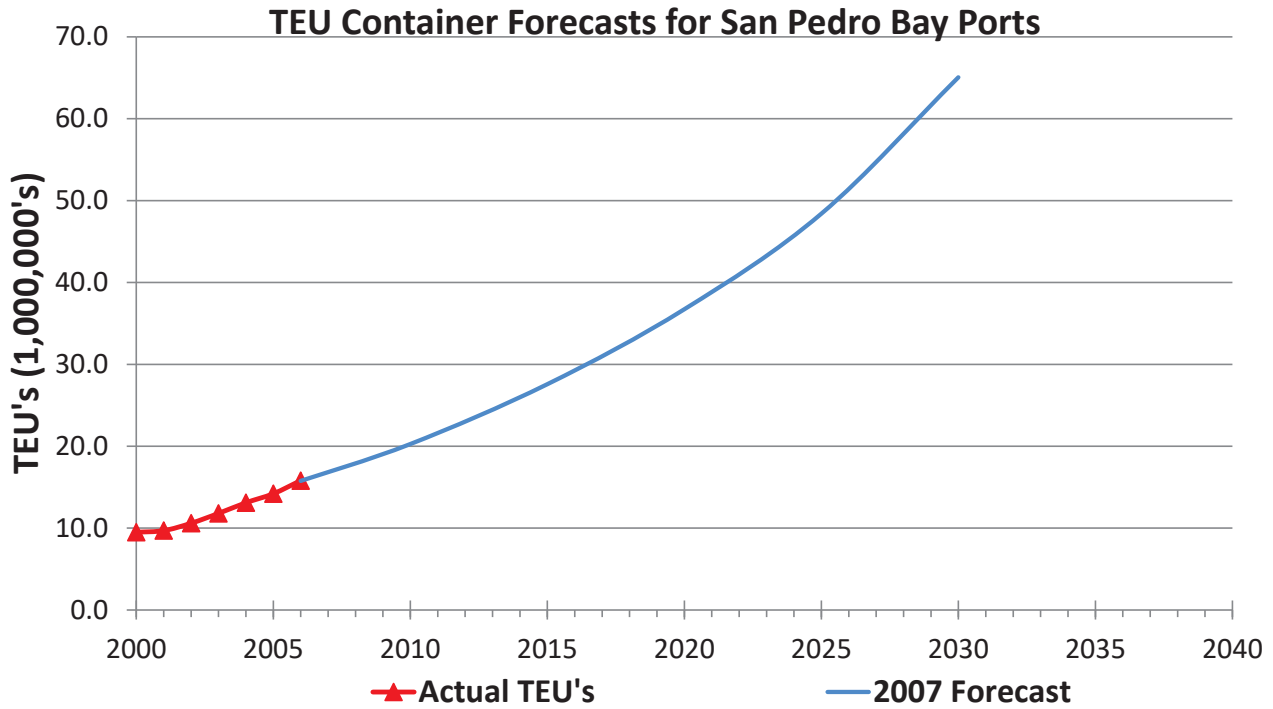 TEU Container Forecasts for San Pedro Bay Ports
TEU's (1,000,000's)
70.0
60.0
50.0
40.0
30.0
20.0
10.0
0.0
2000 2005 2010 2015 2020 2025 2030 2035 2040
Actual TEU's 2007 Forecast